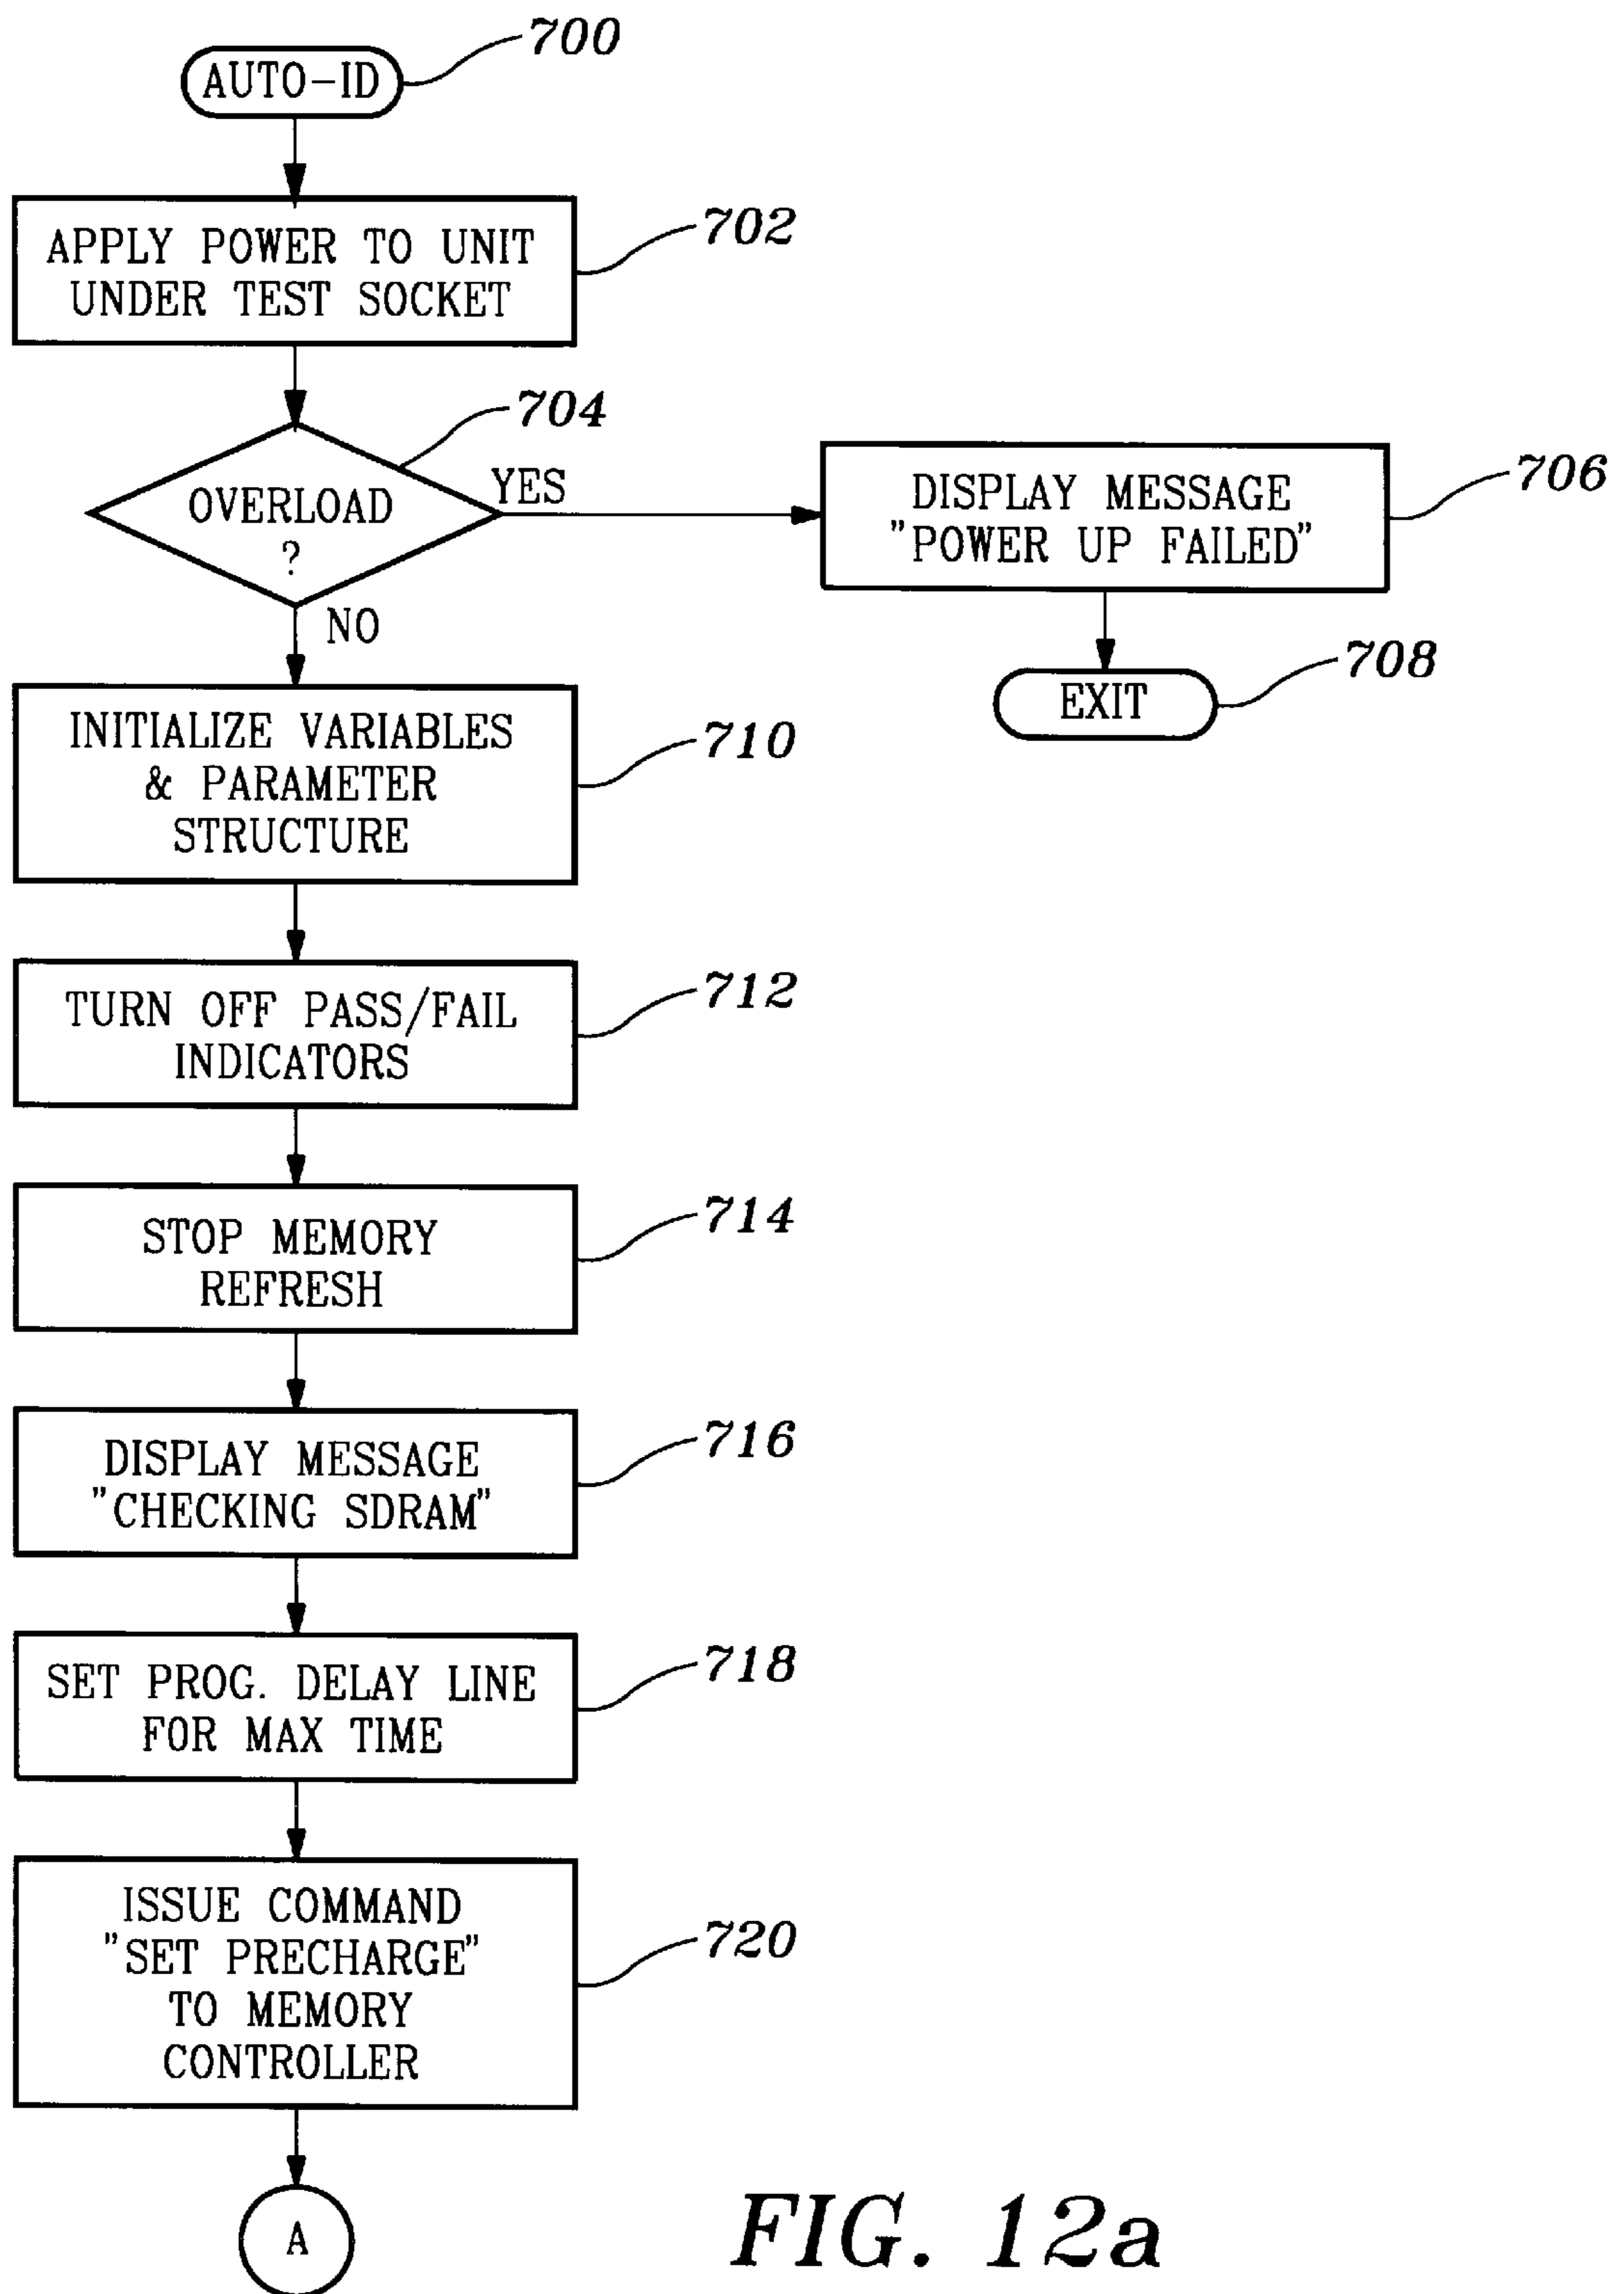 700
AUTO-ID
702
APPLY POWER TO UNIT
UNDER TEST SOCKET
704
OVERLOAD
?
YES
706
DISPLAY MESSAGE
"POWER UP FAILED"
708
EXIT
NO
710
INITIALIZE VARIABLES
& PARAMETER
STRUCTURE
712
TURN OFF PASS/FAIL
INDICATORS
714
STOP MEMORY
REFRESH
716
DISPLAY MESSAGE
"CHECKING SDRAM"
718
SET PROG. DELAY LINE
FOR MAX TIME
720
ISSUE COMMAND
"SET PRECHARGE"
TO MEMORY
CONTROLLER
A
FIG. 12a